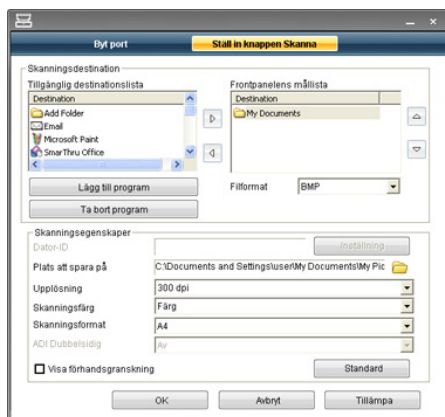 Byt port
Ställ in knappen Skanna
Skanningsdestination
Tillgänglig destinationslista
Frontpanelens mållista
Destination
Destination
Add Folder
My Documents
Email
Microsoft Paint
SmarThru Office
Lägg till program
Filformat
BMP
Ta bort program
Skanningsegenskaper
Dator-ID
Inställning
Plats att spara på
C:\Documents and Settings\user\My Documents\My Pic
Upplösning
300 dpi
Skanningsfärg
Färg
Skanningsformat
A4
ADI Dubbelsidig
Av
Visa förhandsgranskning
Standard
OK
Avbryt
Tillämpa